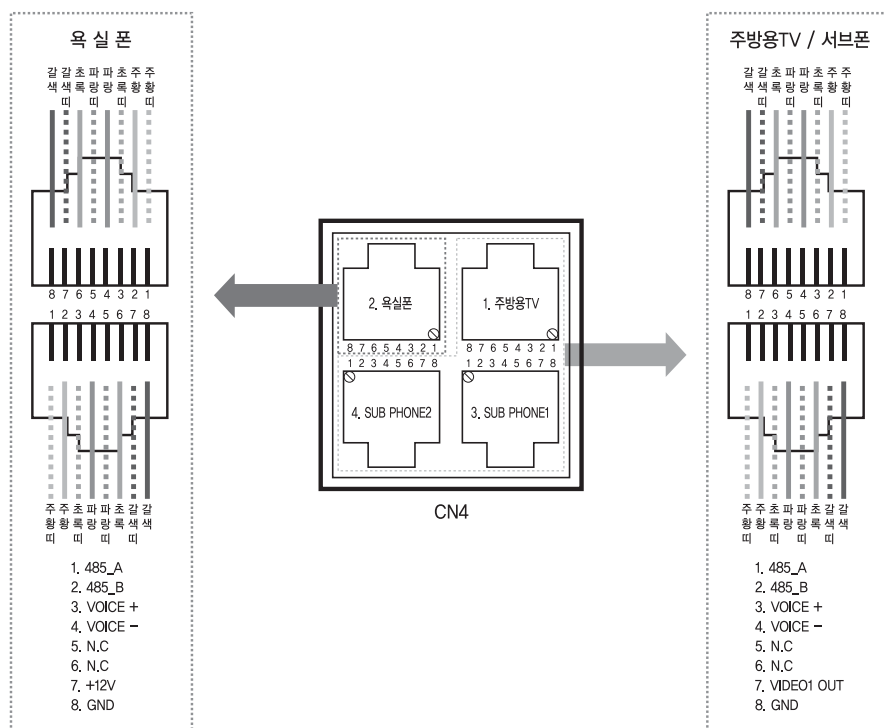 욕 실 폰
갈색 갈색띠 초록 파랑띠 파랑 초록띠 주황 주황띠
8 7 6 5 4 3 2 1
1 2 3 4 5 6 7 8
주황띠 주황 초록띠 파랑 파랑띠 초록 갈색띠 갈색
1. 485_A
2. 485_B
3. VOICE +
4. VOICE -
5. N.C
6. N.C
7. +12V
8. GND
2. 욕실폰
1. 주방용TV
8 7 6 5 4 3 2 1
8 7 6 5 4 3 2 1
1 2 3 4 5 6 7 8
1 2 3 4 5 6 7 8
4. SUB PHONE2
3. SUB PHONE1
CN4
주방용TV / 서브폰
갈색 갈색띠 초록 파랑띠 파랑 초록띠 주황 주황띠
8 7 6 5 4 3 2 1
1 2 3 4 5 6 7 8
주황띠 주황 초록띠 파랑 파랑띠 초록 갈색띠 갈색
1. 485_A
2. 485_B
3. VOICE +
4. VOICE -
5. N.C
6. N.C
7. VIDEO1 OUT
8. GND